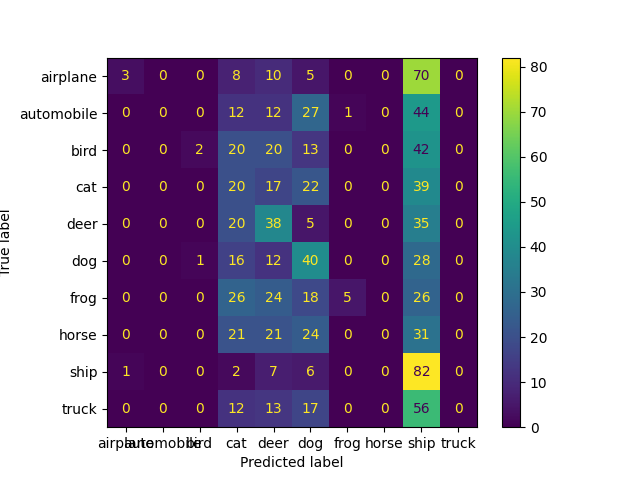 airplane 3 0 0 8 10 5 0 0 70 0
automobile 0 0 0 12 12 27 1 0 44 0
bird 0 0 2 20 20 13 0 0 42 0
cat 0 0 0 20 17 22 0 0 39 0
deer 0 0 0 20 38 5 0 0 35 0
dog 0 0 1 16 12 40 0 0 28 0
frog 0 0 0 26 24 18 5 0 26 0
horse 0 0 0 21 21 24 0 0 31 0
ship 1 0 0 2 7 6 0 0 82 0
truck 0 0 0 12 13 17 0 0 56 0
airplane automobile bird cat deer dog frog horse ship truck
Predicted label
True label
80
70
60
50
40
30
20
10
0